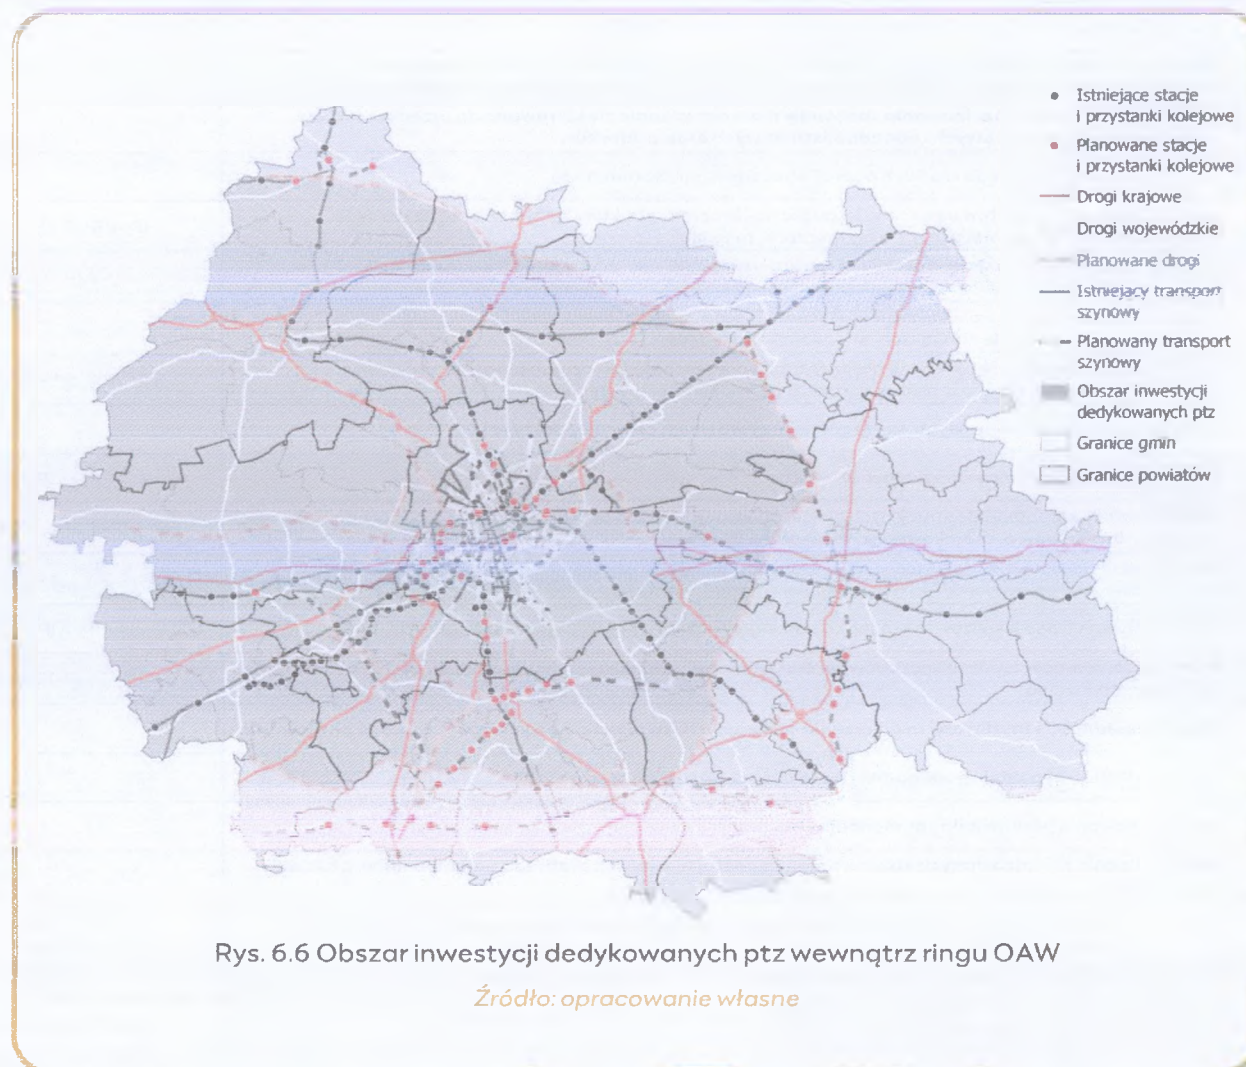 Istniejące stacje
i przystanki kolejowe
Planowane stacje
i przystanki kolejowe
Drogi krajowe
Drogi wojewódzkie
Planowane drogi
Istniejący transport
szynowy
Planowany transport
szynowy
Obszar inwestycji
dedykowanych ptz
Granice gmin
Granice powiatów
Rys. 6.6 Obszar inwestycji dedykowanych ptz wewnątrz ringu OAW
Źródło: opracowanie własne